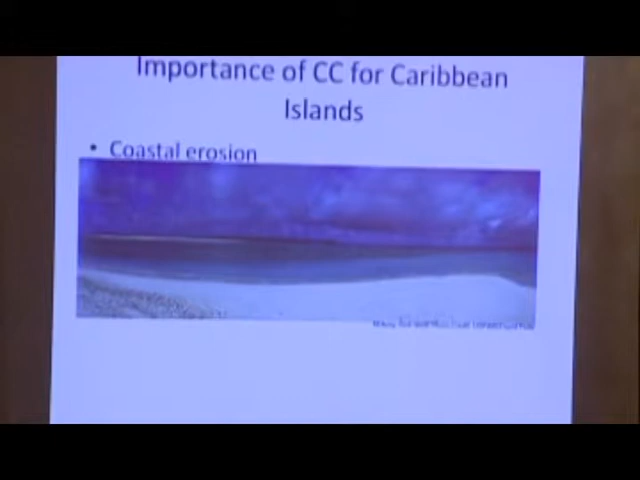 Importance of CC for Caribbean
Islands
• Coastal erosion